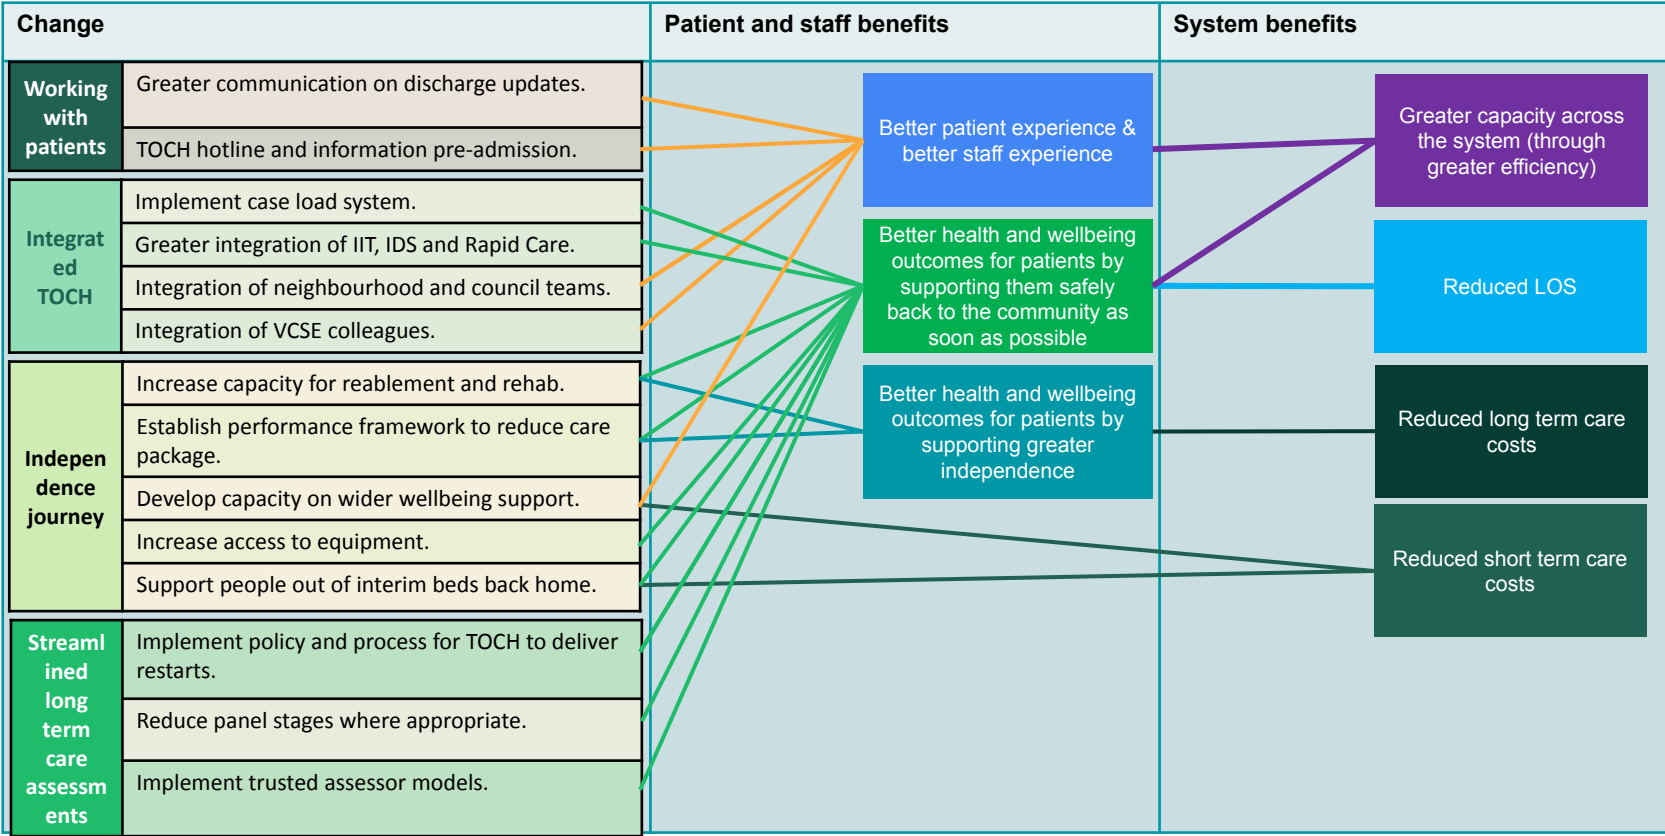 Change
Patient and staff benefits
System benefits
Working
with
patients
Greater communication on discharge updates.
TOCH hotline and information pre-admission.
Integrat
ed
TOCH
Implement case load system.
Greater integration of IIT, IDS and Rapid Care.
Integration of neighbourhood and council teams.
Integration of VCSE colleagues.
Indepen
dence
journey
Increase capacity for reablement and rehab.
Establish performance framework to reduce care
package.
Develop capacity on wider wellbeing support.
Increase access to equipment.
Support people out of interim beds back home.
Streaml
ined
long
term
care
assessm
ents
Implement policy and process for TOCH to deliver
restarts.
Reduce panel stages where appropriate.
Implement trusted assessor models.
Better patient experience &
better staff experience
Better health and wellbeing
outcomes for patients by
supporting them safely
back to the community as
soon as possible
Better health and wellbeing
outcomes for patients by
supporting greater
independence
Greater capacity across
the system (through
greater efficiency)
Reduced LOS
Reduced long term care
costs
Reduced short term care
costs